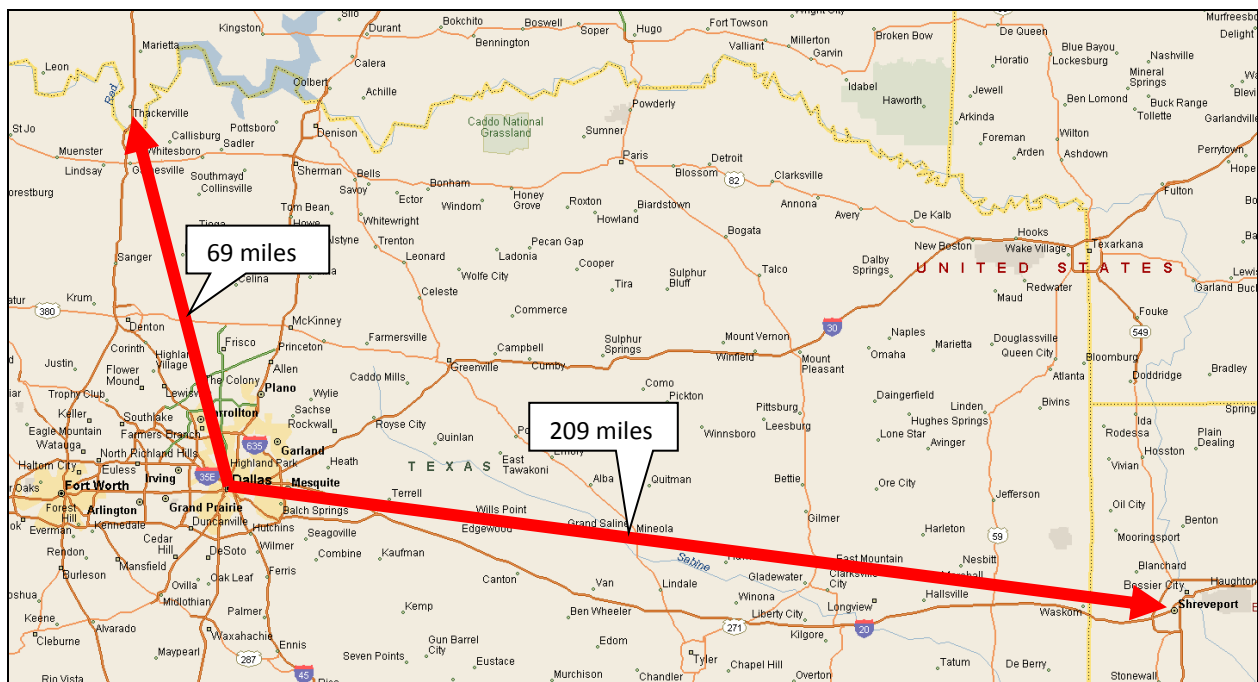 Kingston
Silo
Durant
Bokchito
Boswell
Soper
Hugo
Fort Towson
Wright City
De Queen
Murfreesboro
Marietta
Bennington
Valliant
Millerton
Garvin
Broken Bow
Blue Bayou
Lockesburg
Nashville
Delight
Leon
Calera
Horatio
Mineral
Springs
Red
Colbert
Achille
Idabel
Haworth
Jewell
Ben Lomond
Buck Range
Tollette
Thackerville
Powderly
Caddo National
Grassland
Arkinda
Garlandville
St Jo
Callisburg
Pottsboro
Sadler
Denison
Sumner
Foreman
Wilton
Muenster
Whitesboro
Arden
Ashdown
Perrytown
Lindsay
Gainesville
Sherman
Paris
Detroit
Blossom
82
Clarksville
Southmayd
Collinsville
Bells
Savoy
Bonham
Ector
Windom
Honey
Grove
Roxton
Biardstown
Annona
Avery
De Kalb
Fulton
Tom Bean
Howe
Whitewright
Howland
Bogata
Hooks
Wake Village
Texarkana
69 miles
Trenton
Pecan Gap
New Boston
Sanger
Leonard
Cooper
Talco
Dalby
Springs
UNITED STATES
Celina
Wolfe City
Tira
Sulphur
Bluff
Redwater
Maud
Garland
Krum
380
Celeste
Commerce
Fouke
Denton
McKinney
Farmersville
30
Naples
Marietta
Douglassville
Queen City
549
Corinth
Frisco
Princeton
Campbell
Sulphur
Springs
Mount Vernon
Winfield
Omaha
Bloomburg
Justin
Highland
Village
Allen
Greenville
Cumby
Mount
Pleasant
Atlanta
Doddridge
Bradley
Flower
Mound
The Colony
Plano
Caddo Mills
Como
Trophy Club
Wylie
Pickton
Daingerfield
Bivins
Keller
Southlake
Sachse
Rockwall
Royse City
Pittsburg
Leesburg
Linden
Hughes Springs
Spring
Eagle Mountain
Watauga
Farmers Branch
635
Garland
Quinlan
209 miles
Winnsboro
Lone Star
Avinger
Ida
Rodessa
Plain
Dealing
North Richland Hills
Hosston
Haltom City
Euless
Irving
35E
Highland Park
Heath
TEXAS
East
Tawakoni
Vivian
Fort Worth
Dallas
Mesquite
Alba
Quitman
Bettie
Ore City
Arlington
Grand Prairie
Terrell
Jefferson
Oil City
Forest
Hill
Balch Springs
Wills Point
Gilmer
Everman
Kennedale
Duncanville
Hutchins
Seagoville
Edgewood
Grand Saline
Mineola
Harleton
59
Benton
Rendon
Mansfield
Cedar
Hill
Wilmer
DeSoto
Combine
Kaufman
Sabine
East Mountain
Nesbitt
Mooringsport
Burleson
Oak Leaf
Ferris
Canton
Van
Lindale
Gladewater
Clarksville
City
Marshall
Blanchard
Ovilla
Hallsville
Bossier City
Haughton
Midlothian
Kemp
Winona
Longview
Shreveport
Keene
Palmer
Ben Wheeler
Liberty City
Waskom
Alvarado
Cleburne
Waxahachie
Gun Barrel
City
Edom
271
Kilgore
20
Maypearl
287
Ennis
Seven Points
Eustace
Tyler
Chapel Hill
Tatum
De Berry
Rio Vista
45
Murchison
Chandler
Overton
Stonewall